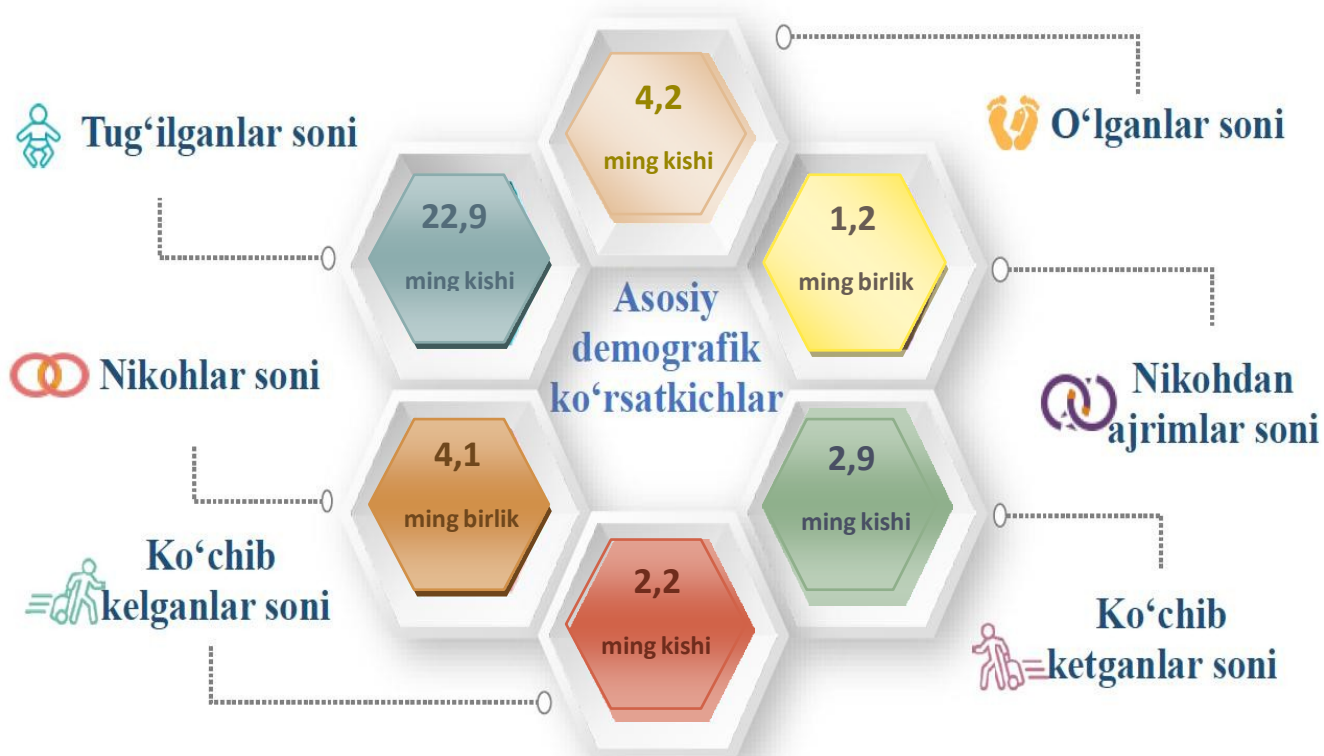 4,2
ming kishi
O‘lganlar soni
Tug‘ilganlar soni
22,9
ming kishi
1,2
ming birlik
Asosiy
demografik
ko‘rsatkichlar
Nikohlar soni
Nikohdan
ajrimlar soni
4,1
ming birlik
2,9
ming kishi
Ko‘chib
kelganlar soni
2,2
ming kishi
Ko‘chib
ketganlar soni